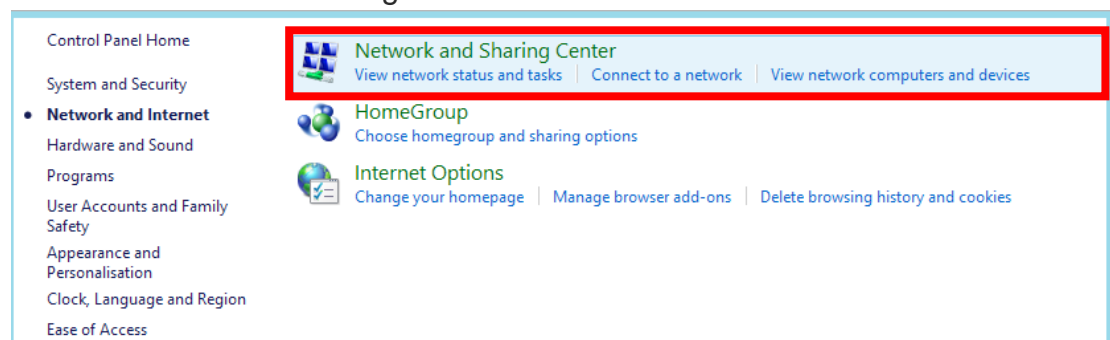 Control Panel Home
System and Security
Network and Internet
Hardware and Sound
Programs
User Accounts and Family
Safety
Appearance and
Personalisation
Clock, Language and Region
Ease of Access
Network and Sharing Center
View network status and tasks | Connect to a network | View network computers and devices
HomeGroup
Choose homegroup and sharing options
Internet Options
Change your homepage | Manage browser add-ons | Delete browsing history and cookies